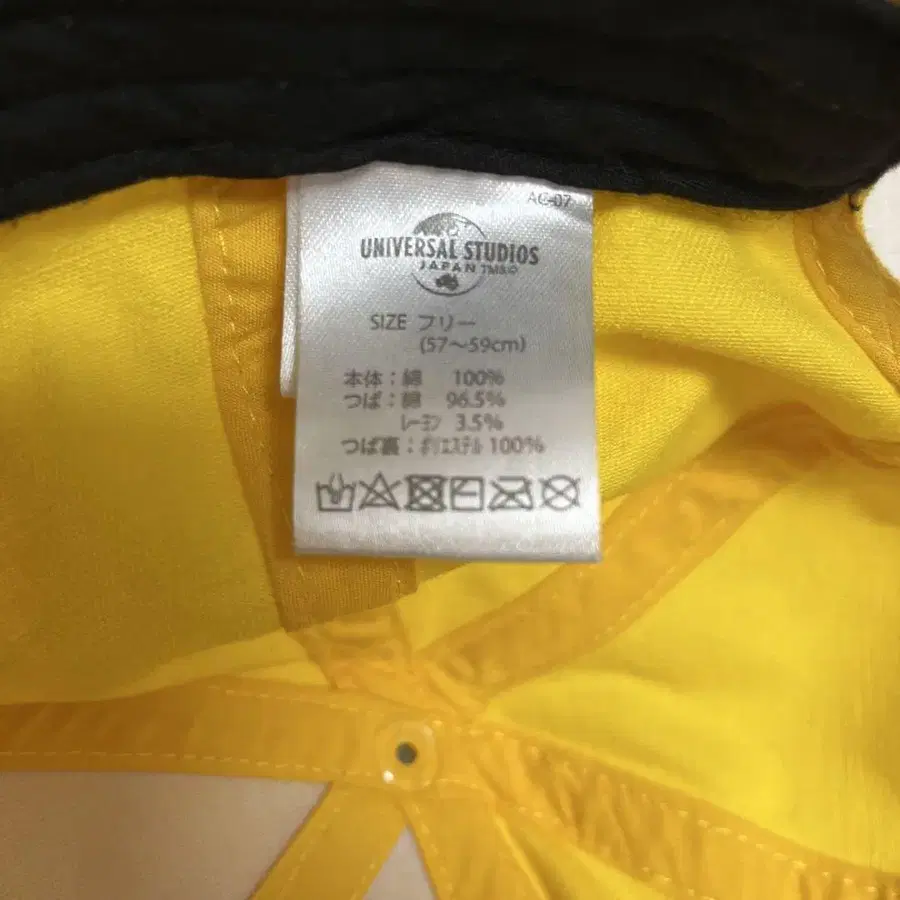 AC-07
UNIVERSAL STUDIOS
JAPAN TM&©
SIZE フリー
(57〜59cm)
本体：綿 100%
つば：綿 96.5%
レーヨン 3.5%
つば裏：ポリエステル 100%